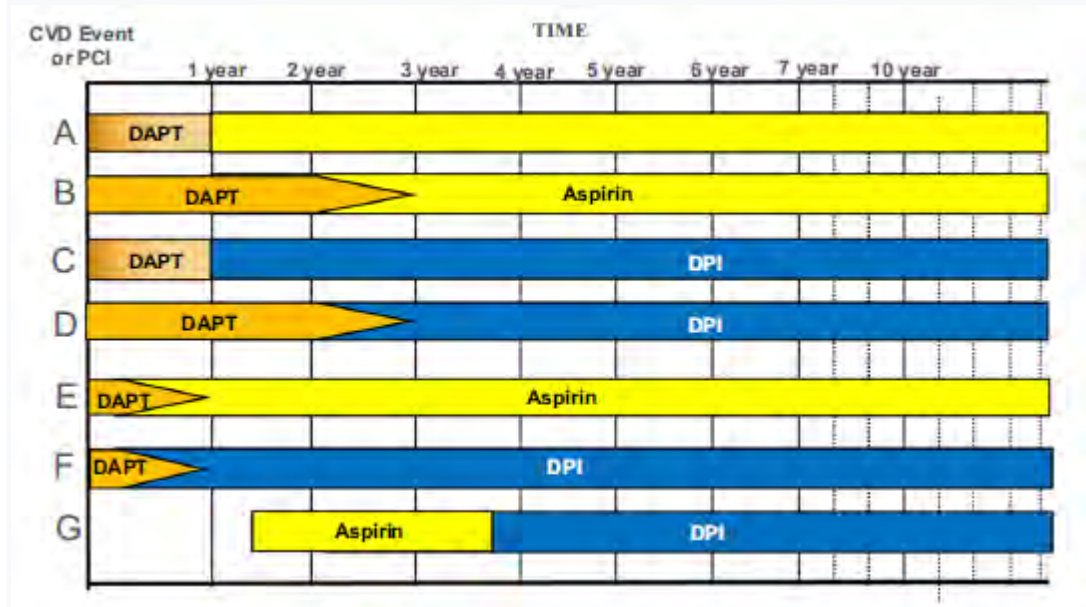 CVD Event
or PCI
TIME
1 year 2 year 3 year 4 year 5 year 6 year 7 year 10 year
A DAPT
B DAPT Aspirin
C DAPT DPI
D DAPT DPI
E DAPT Aspirin
F DAPT DPI
G Aspirin DPI